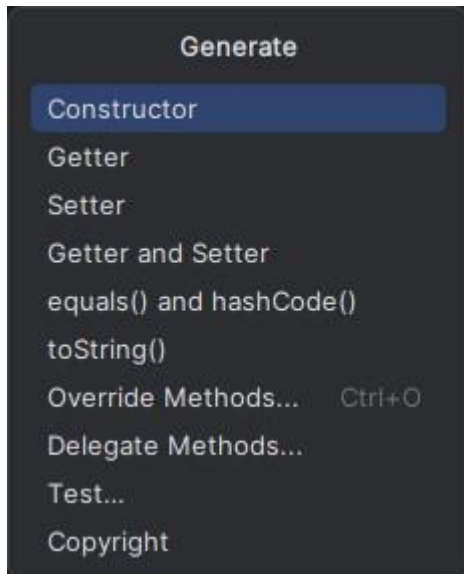 Generate
Constructor
Getter
Setter
Getter and Setter
equals() and hashCode()
toString()
Override Methods... Ctrl+O
Delegate Methods...
Test...
Copyright